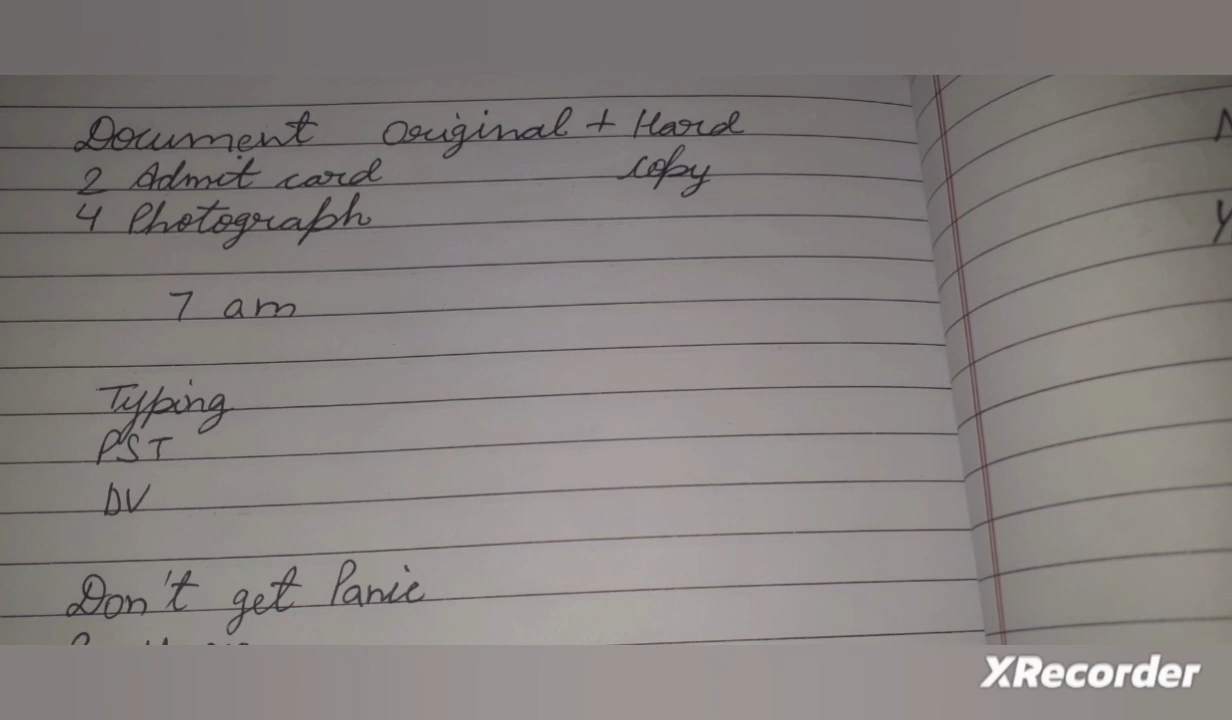 Document Original + Hard
copy
2 Admit card
4 Photograph
7 am
Typing
PST
DV
Don't get Panic
XRecorder